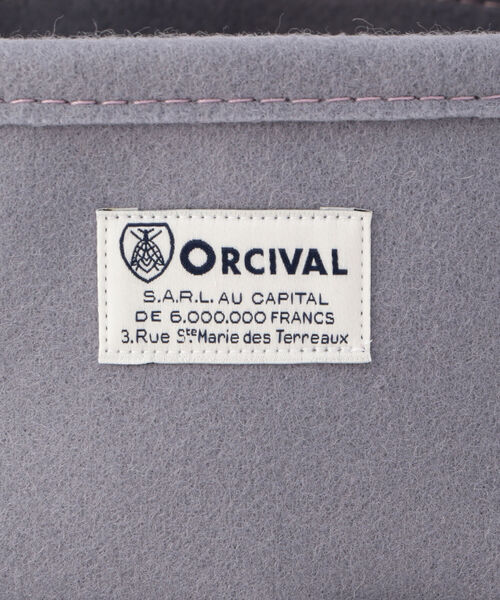 ORCIVAL
S.A.R.L. AU CAPITAL
DE 6.000.000 FRANCS
3.Rue Ste Marie des Terreaux